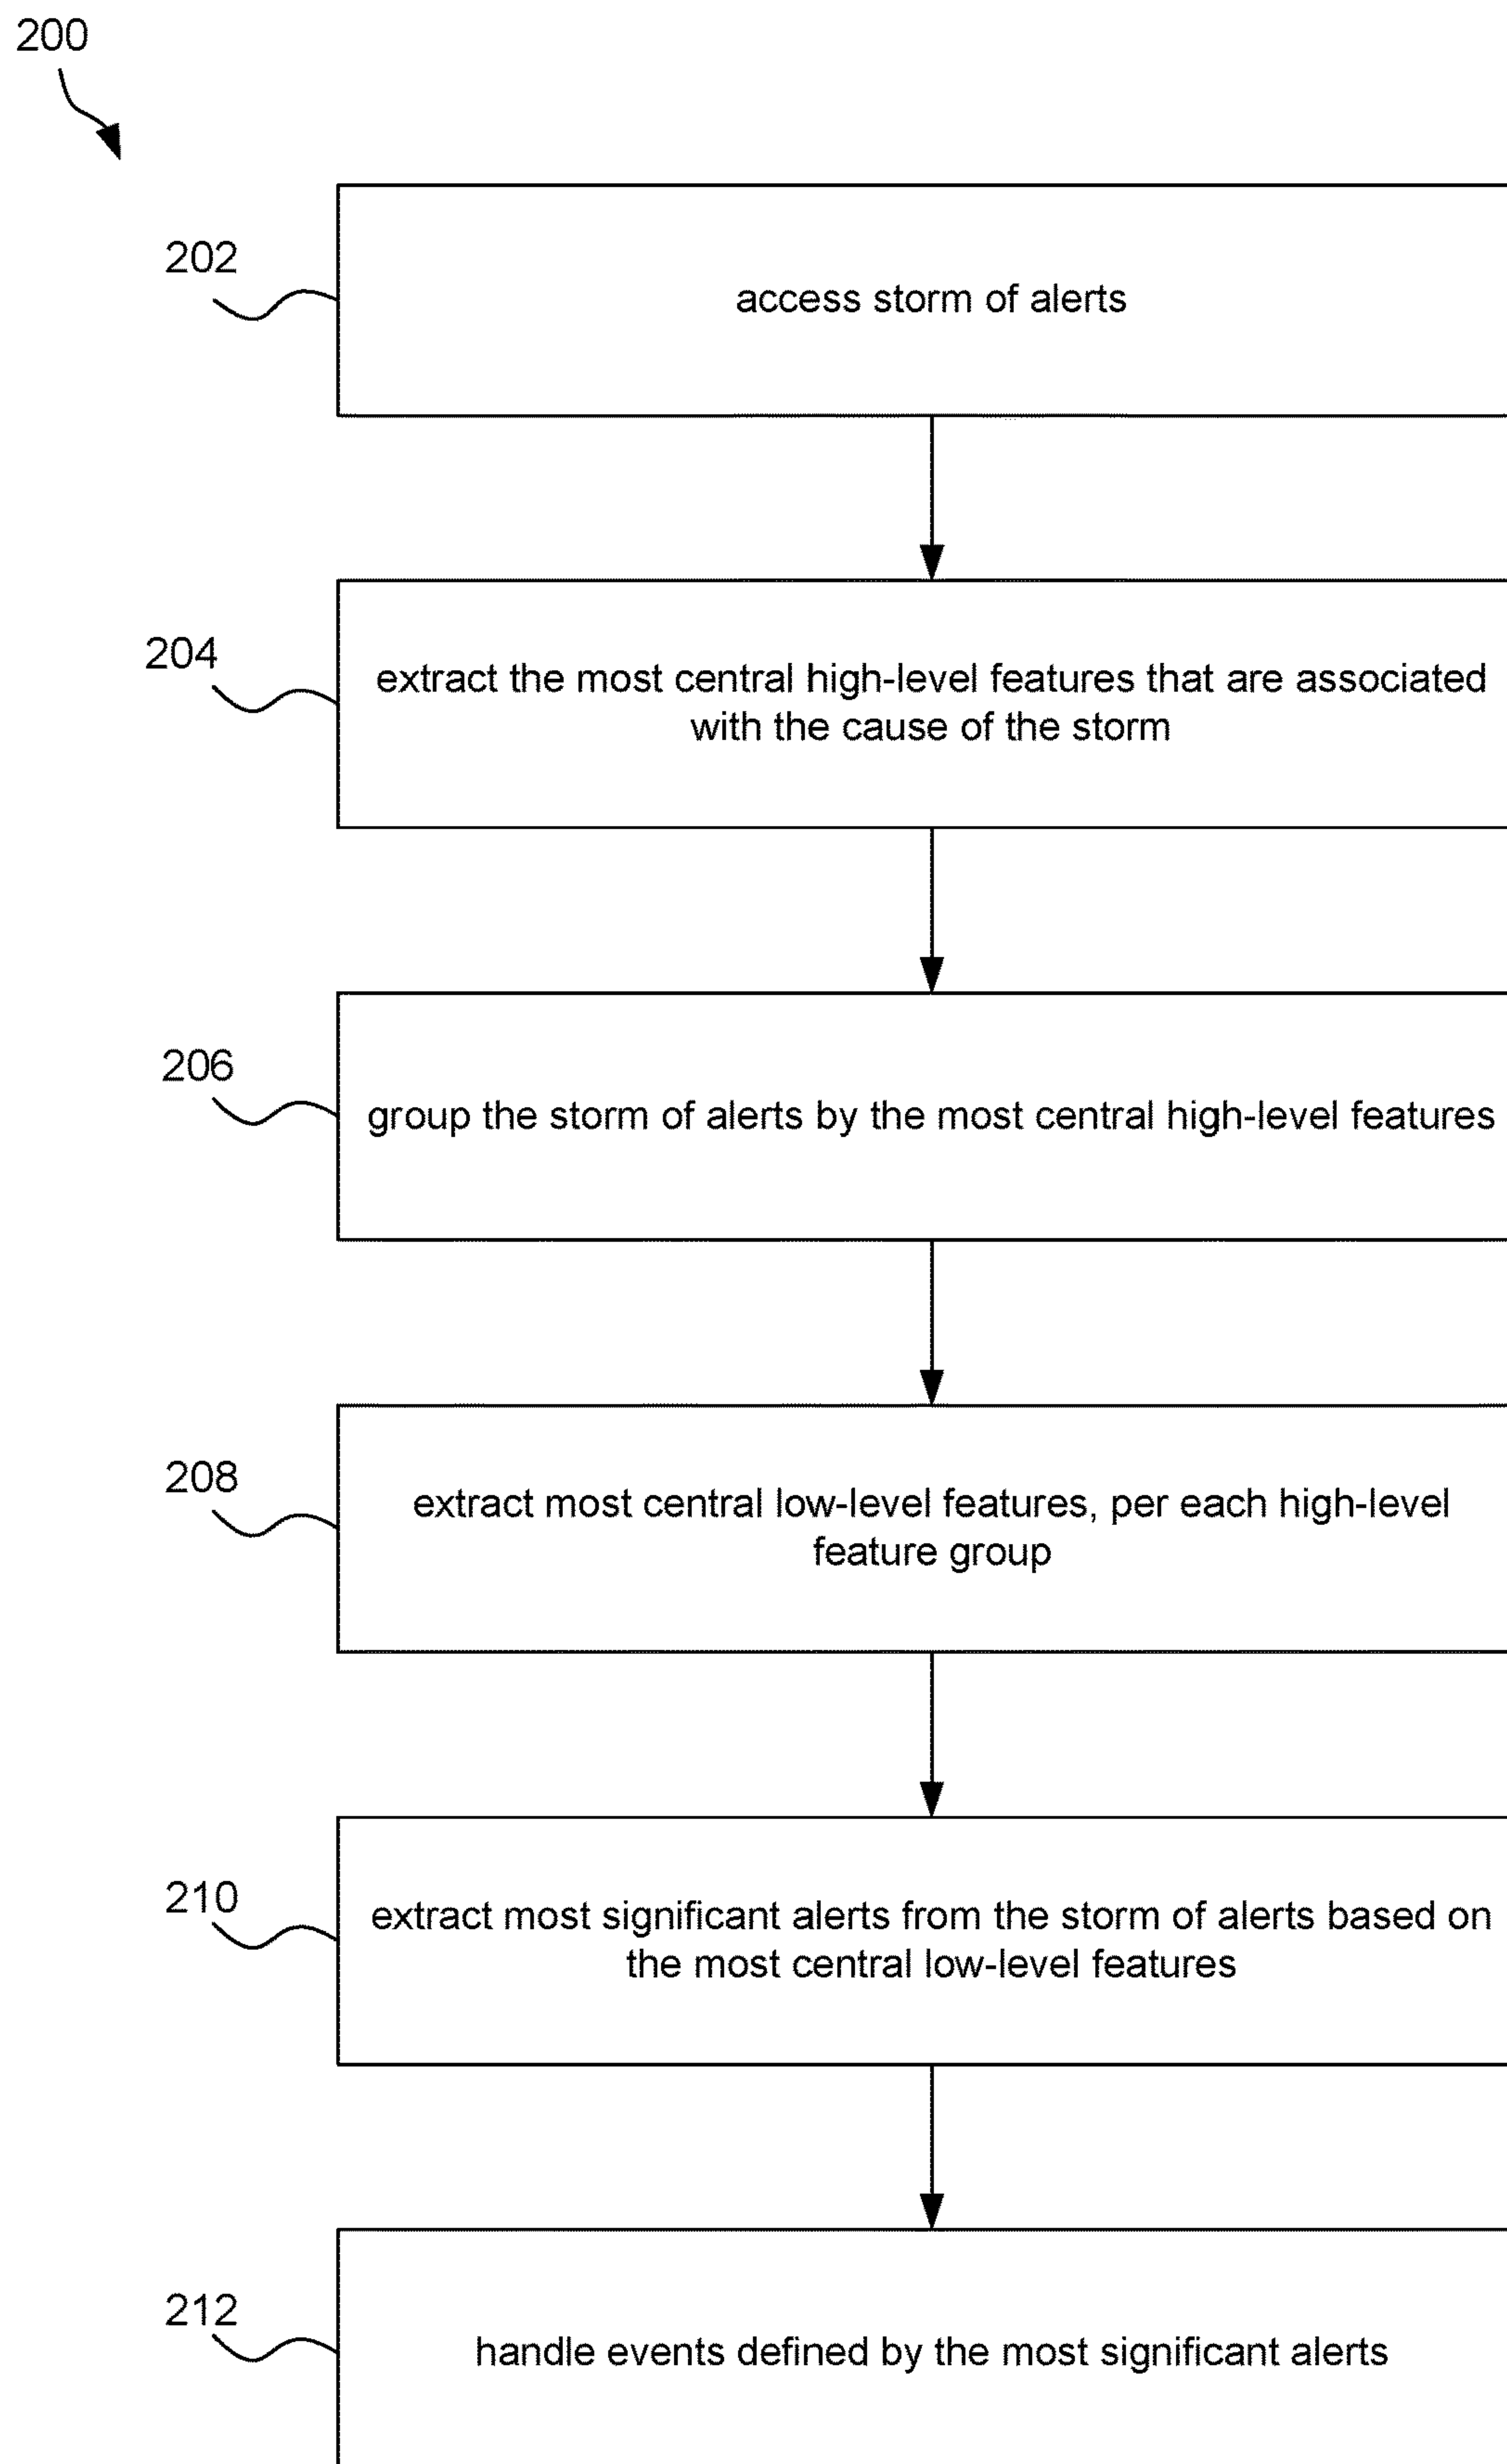 200
202
access storm of alerts
204
extract the most central high-level features that are associated
with the cause of the storm
206
group the storm of alerts by the most central high-level features
208
extract most central low-level features, per each high-level
feature group
210
extract most significant alerts from the storm of alerts based on
the most central low-level features
212
handle events defined by the most significant alerts